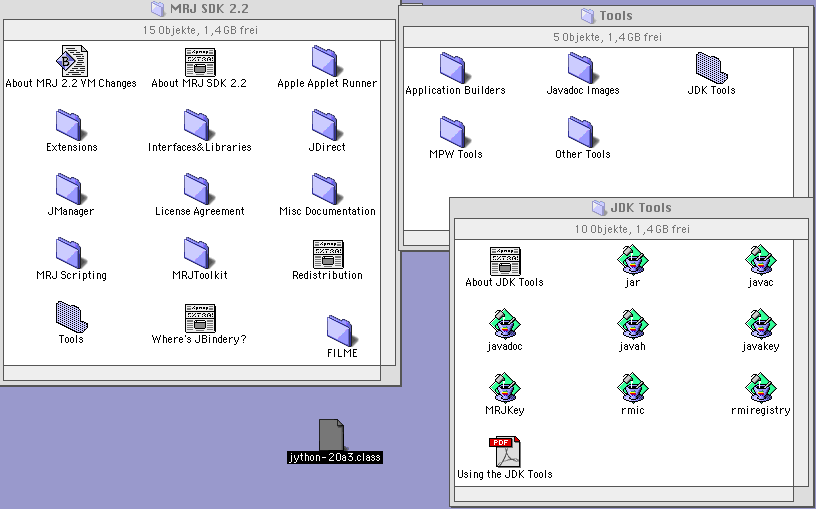 MRJ SDK 2.2
15 Objekte, 1,4 GB frei
About MRJ 2.2 VM Changes
About MRJ SDK 2.2
Apple Applet Runner
Extensions
Interfaces&Libraries
JDirect
JManager
License Agreement
Misc Documentation
MRJ Scripting
MRJToolkit
Redistribution
Tools
Where's JBindery?
FILME
Tools
5 Objekte, 1,4 GB frei
Application Builders
Javadoc Images
JDK Tools
MPW Tools
Other Tools
JDK Tools
10 Objekte, 1,4 GB frei
About JDK Tools
jar
javac
javadoc
javah
javakey
MRJKey
rmic
rmiregistry
PDF
Using the JDK Tools
jython-20a3.class